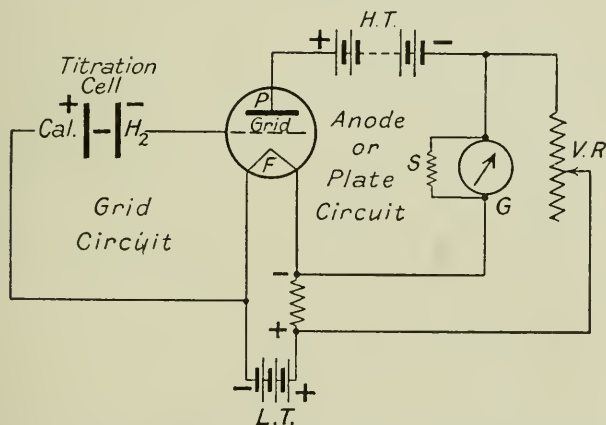 H.T.
+ -
Titration
Cell
+ -
Cal. H2
P
Grid
F
Anode
or
Plate
Circuit
S
G
V.R
Grid
Circuit
-
+
- +
L.T.